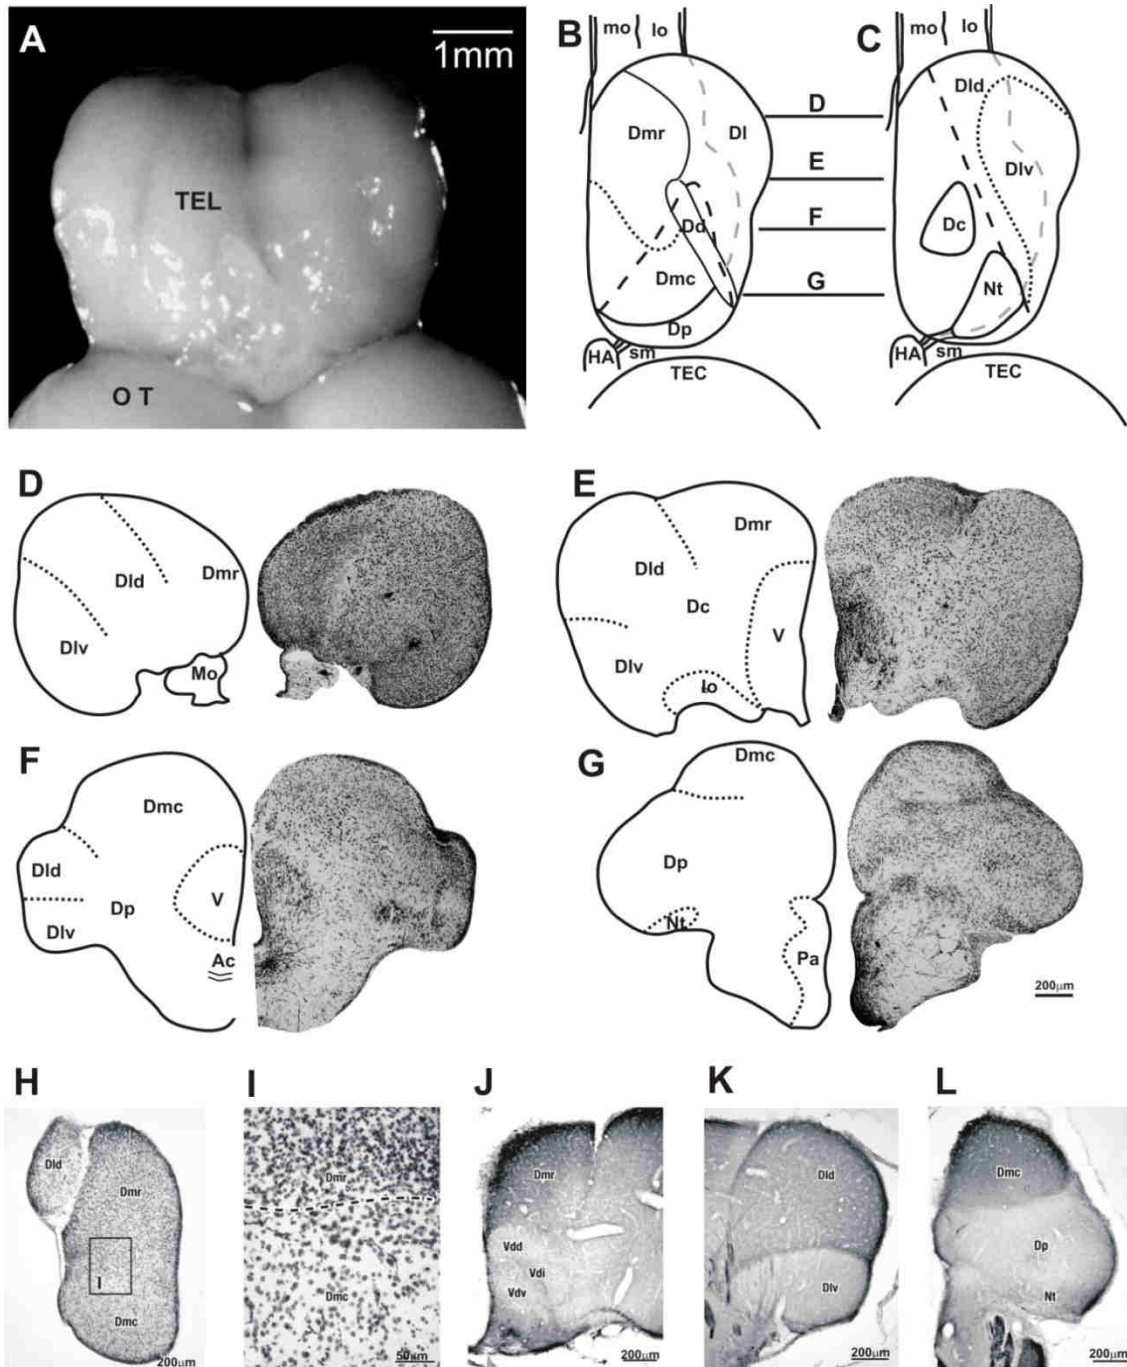 A
1mm
TEL
O T
B
mo
lo
Dmr
Dl
Dd
Dmc
Dp
HA
sm
TEC
D
E
F
G
C
Dld
Dlv
Dc
Nt
HA
sm
TEC
D
Dld
Dmr
Dlv
Mo
E
Dmr
Dld
Dc
V
Dlv
lo
F
Dmc
Dld
Dp
V
Dlv
Ac
G
Dmc
Dp
Nt
Pa
200µm
H
Dld
Dmr
I
Dmc
200µm
I
Dmr
Dmc
50µm
J
Dmr
Vdd
Vdi
Vdv
200µm
K
Dld
Dlv
200µm
L
Dmc
Dp
Nt
200µm